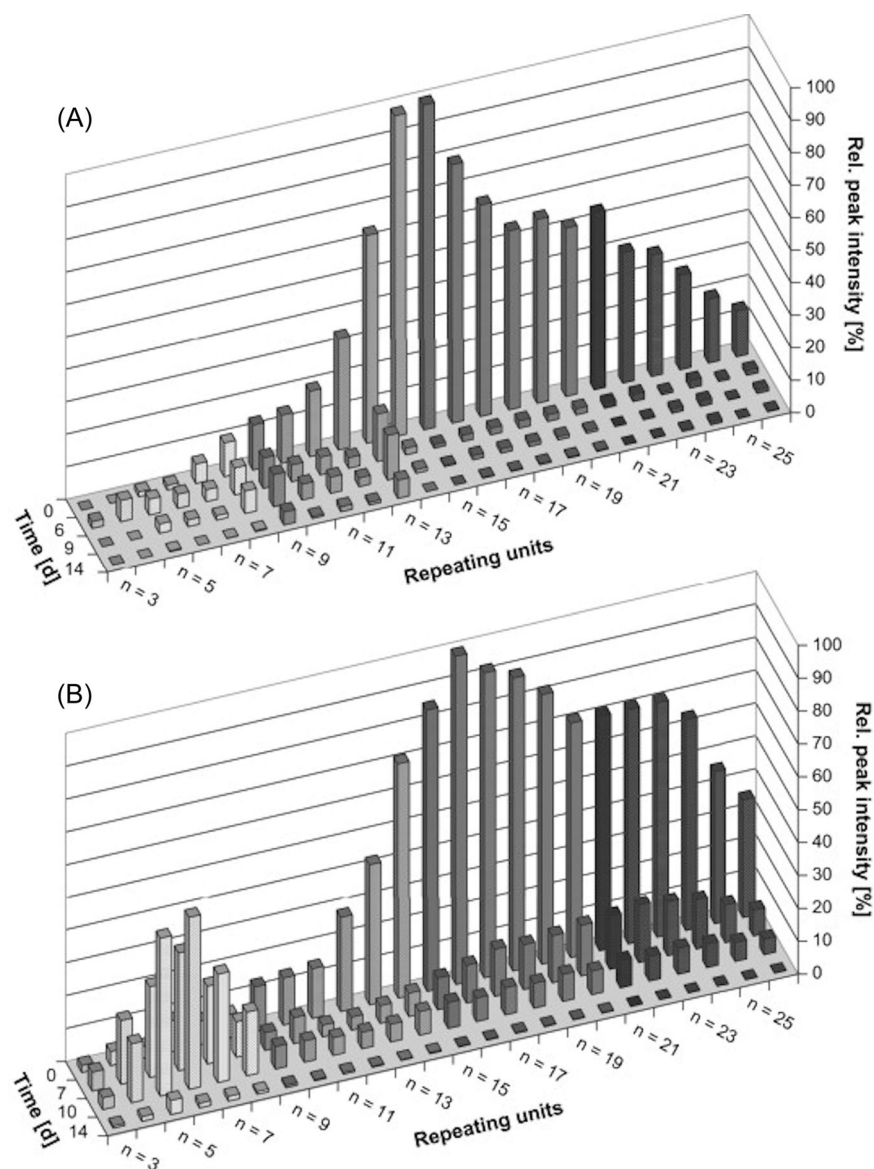 (A)
100
90
80
70
60
50
40
30
20
10
0
Rel. peak intensity [%]
0
6
9
14
Time [d]
n = 3
n = 5
n = 7
n = 9
n = 11
n = 13
n = 15
n = 17
n = 19
n = 21
n = 23
n = 25
Repeating units
(B)
100
90
80
70
60
50
40
30
20
10
0
Rel. peak intensity [%]
0
7
10
14
Time [d]
n = 3
n = 5
n = 7
n = 9
n = 11
n = 13
n = 15
n = 17
n = 19
n = 21
n = 23
n = 25
Repeating units